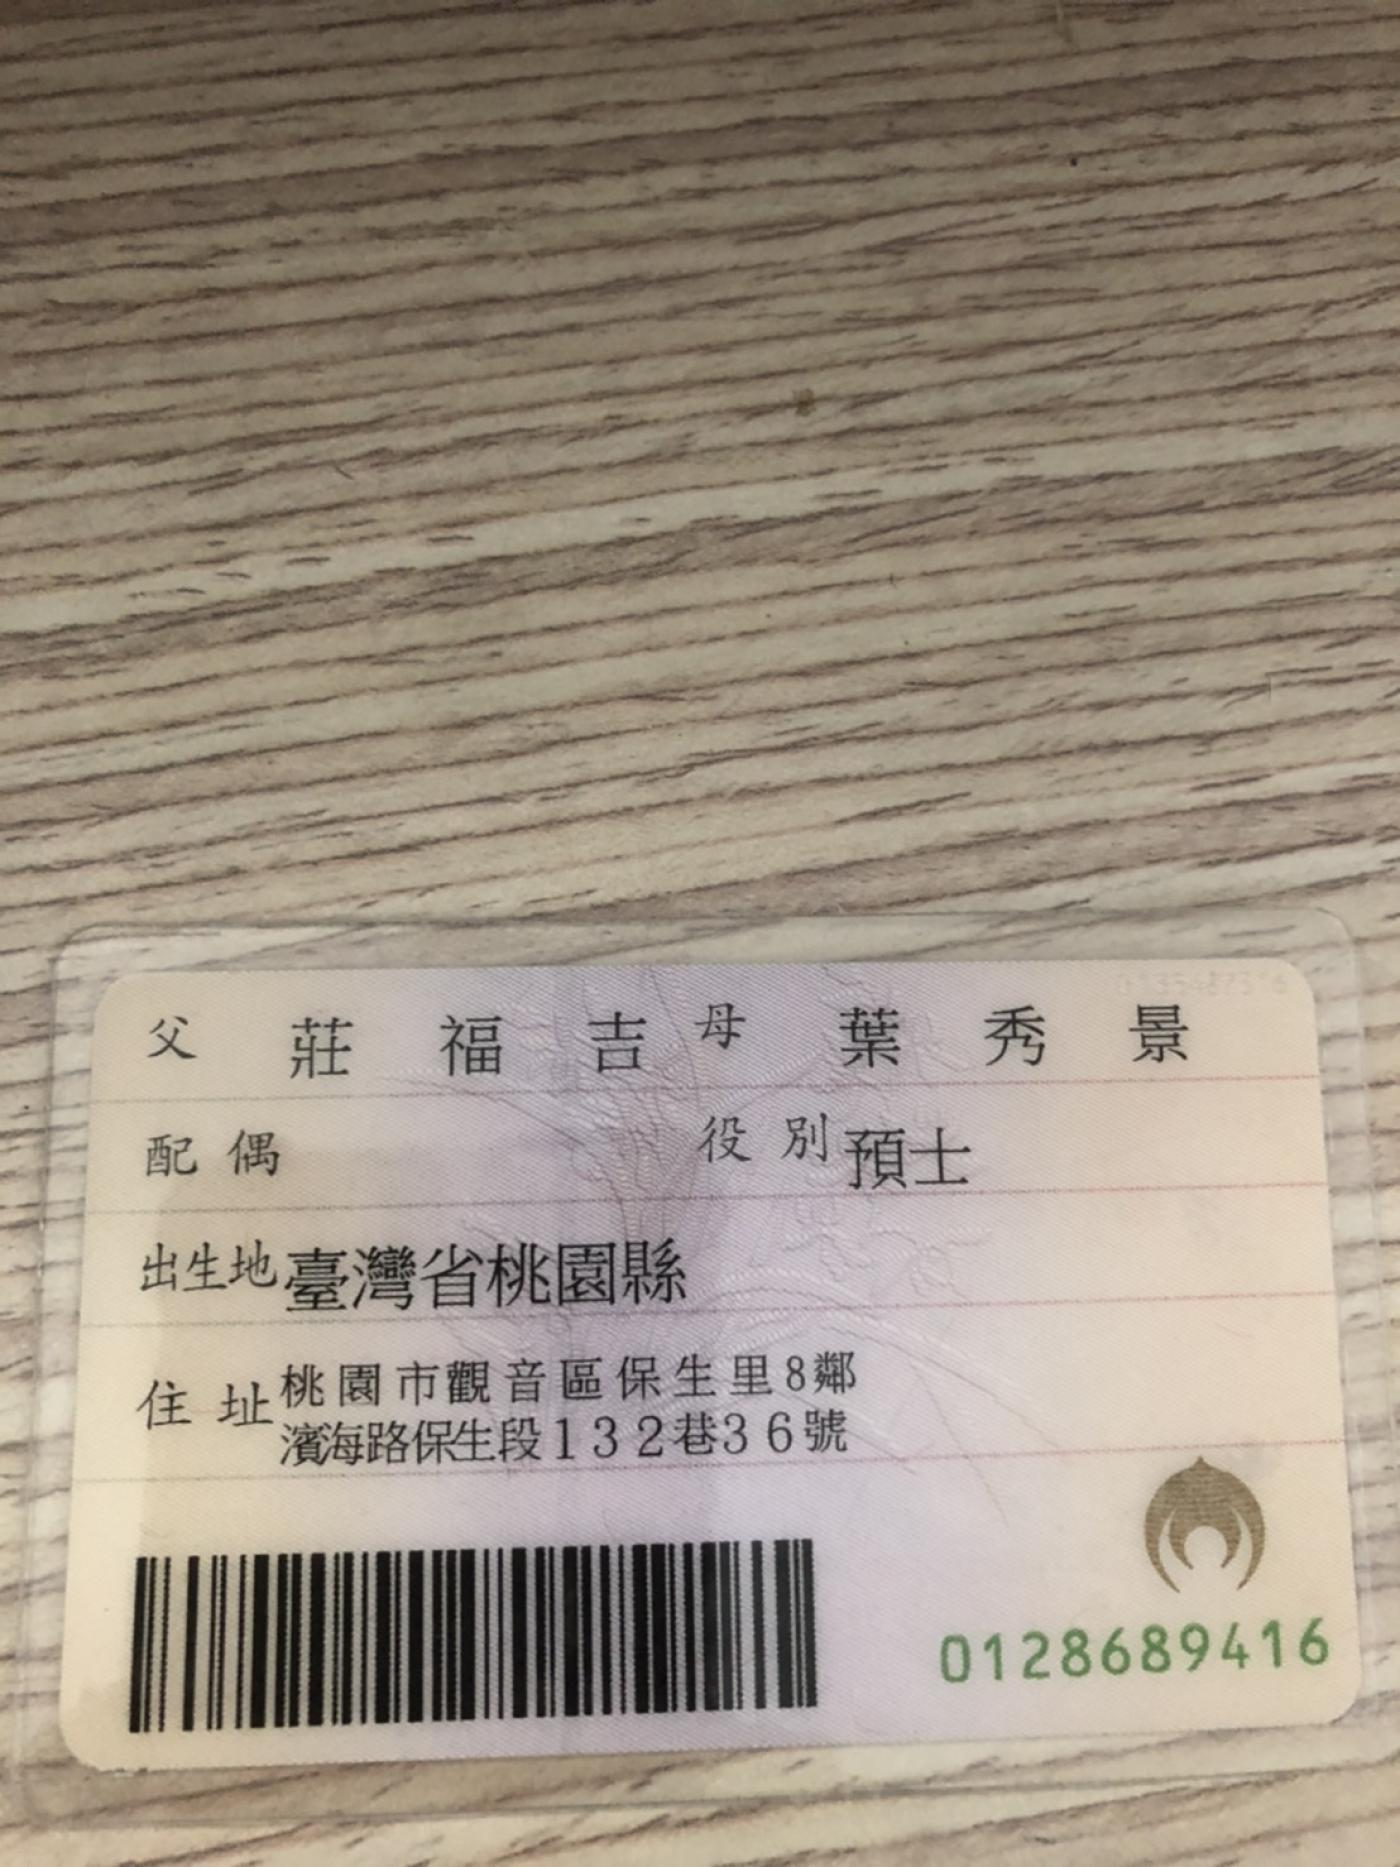 父 莊福吉 母 葉秀景
配偶 役別 預士
出生地 臺灣省桃園縣
住址 桃園市觀音區保生里8鄰
濱海路保生段132巷36號
0128689416